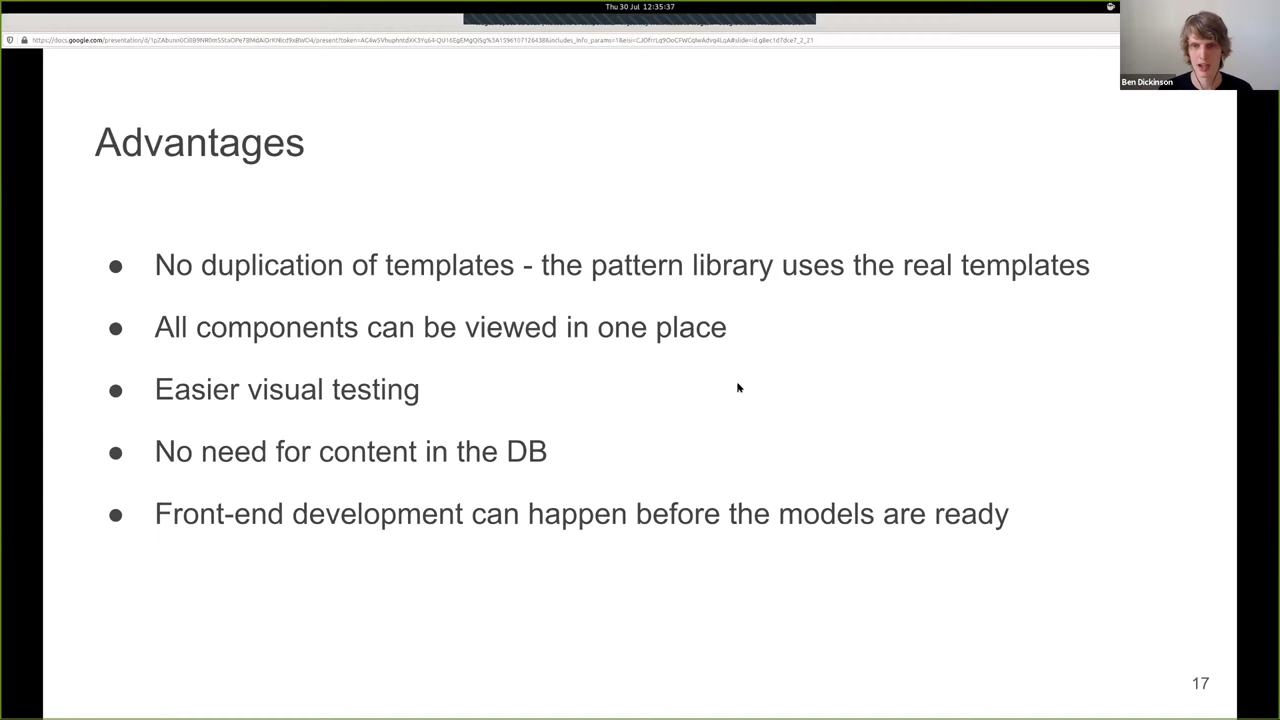 Thu 30 Jul 12:35:37
Ben Dickinson
Advantages
● No duplication of templates - the pattern library uses the real templates
● All components can be viewed in one place
● Easier visual testing
● No need for content in the DB
● Front-end development can happen before the models are ready
17